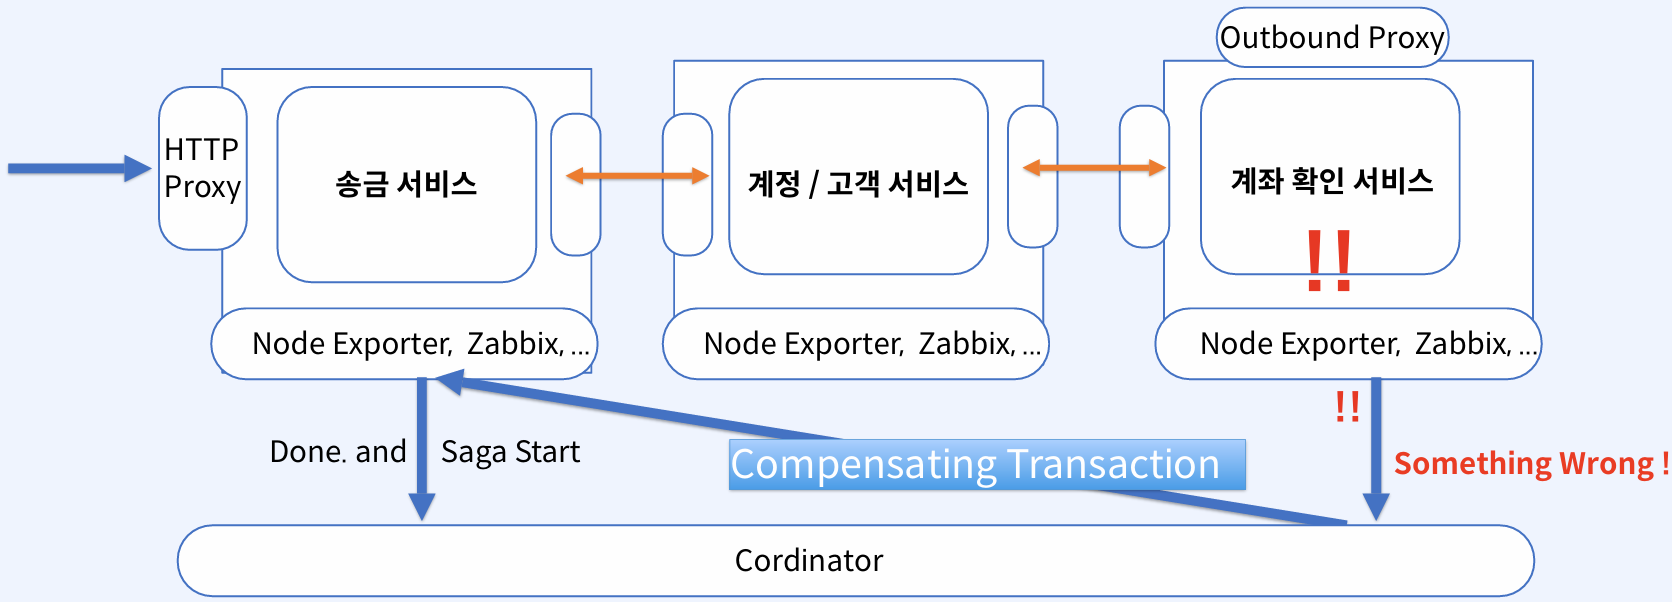 Outbound Proxy
HTTP
Proxy
송금 서비스
계정 / 고객 서비스
계좌 확인 서비스
!!
Node Exporter, Zabbix, ...
Node Exporter, Zabbix, ...
Node Exporter, Zabbix, ...
!!
Done. and
Saga Start
Compensating Transaction
Something Wrong !
Cordinator